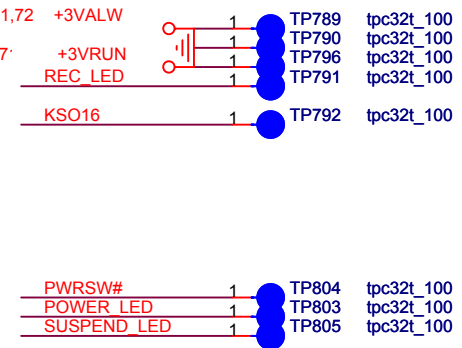 1,72 +3VALW 1 TP789 tpc32t_100
1 TP790 tpc32t_100
+3VRUN 1 TP796 tpc32t_100
REC_LED 1 TP791 tpc32t_100
KSO16 1 TP792 tpc32t_100
PWRSW# 1 TP804 tpc32t_100
POWER_LED 1 TP803 tpc32t_100
SUSPEND_LED 1 TP805 tpc32t_100